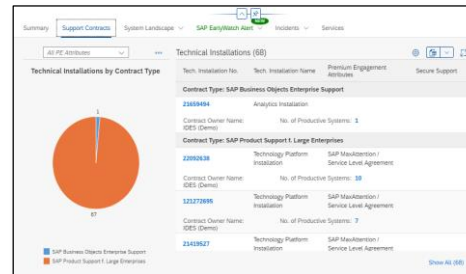 Summary Support Contracts System Landscape SAP EarlyWatch Alert NEW Incidents Services
All PE Attributes
Technical Installations by Contract Type
1
67
SAP Business Objects Enterprise Support
SAP Product Support f. Large Enterprises
Technical Installations (68)
Tech. Installation No. Tech. Installation Name Premium Engagement Attributes Secure Support
Contract Type: SAP Business Objects Enterprise Support
21659494 Analytics Installation
Contract Owner Name: IDES (Demo) No. of Productive Systems: 1
Contract Type: SAP Product Support f. Large Enterprises
22092638 Technology Platform Installation SAP MaxAttention / Service Level Agreement
Contract Owner Name: IDES (Demo) No. of Productive Systems: 10
121272695 Technology Platform Installation SAP MaxAttention / Service Level Agreement
Contract Owner Name: IDES (Demo) No. of Productive Systems: 7
21419527 Technology Platform Installation SAP MaxAttention / Service Level Agreement
Show All (68)